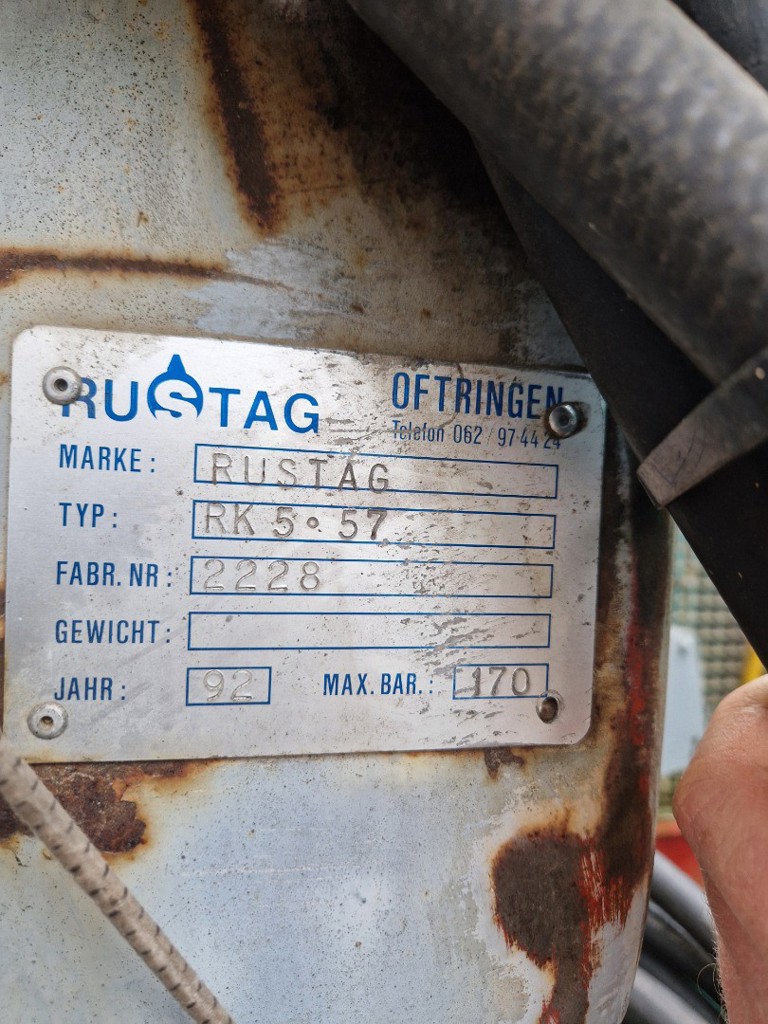 RUSTAG OFTRINGEN
Telefon 062 / 97 44 24
MARKE: RUSTAG
TYP: RK 5.57
FABR. NR: 2228
GEWICHT:
JAHR: 92 MAX. BAR.: 170